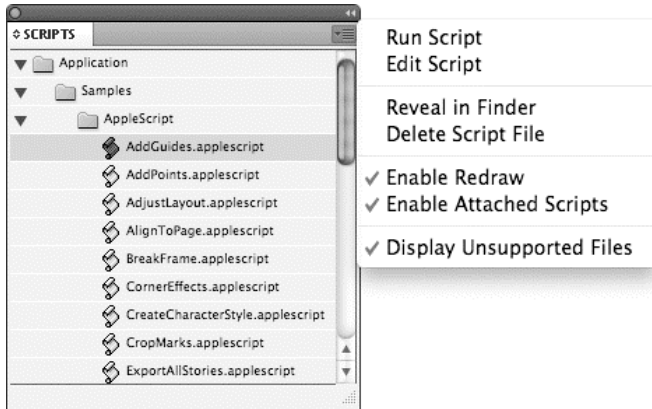 SCRIPTS
Application
Samples
AppleScript
AddGuides.applescript
AddPoints.applescript
AdjustLayout.applescript
AlignToPage.applescript
BreakFrame.applescript
CornerEffects.applescript
CreateCharacterStyle.applescript
CropMarks.applescript
ExportAllStories.applescript
Run Script
Edit Script
Reveal in Finder
Delete Script File
Enable Redraw
Enable Attached Scripts
Display Unsupported Files